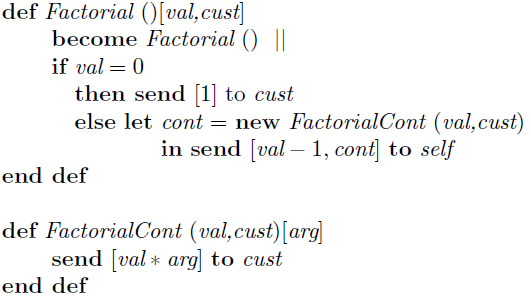 def Factorial ()[val,cust]
become Factorial () ||
if val = 0
then send [1] to cust
else let cont = new FactorialCont (val,cust)
in send [val − 1, cont] to self
end def
def FactorialCont (val,cust)[arg]
send [val ∗ arg] to cust
end def